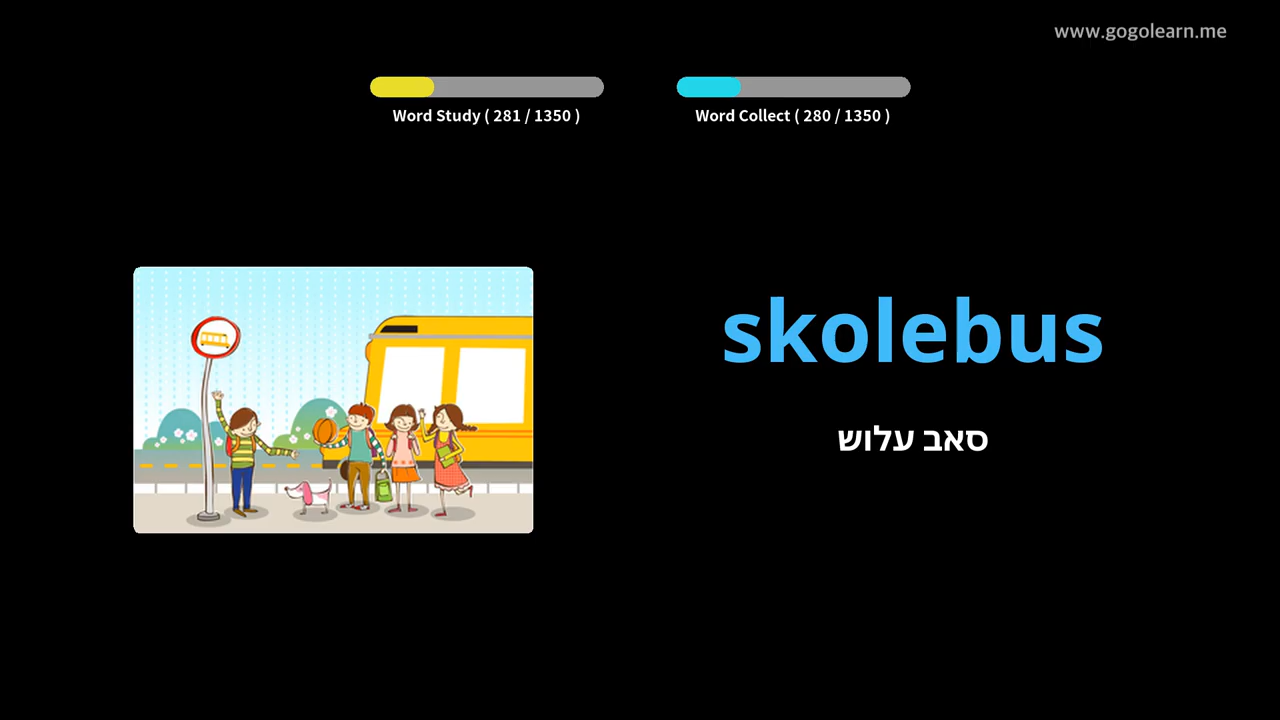 www.gogolearn.me
Word Study ( 281 / 1350 )
Word Collect ( 280 / 1350 )
skolebus
סאב עלוש